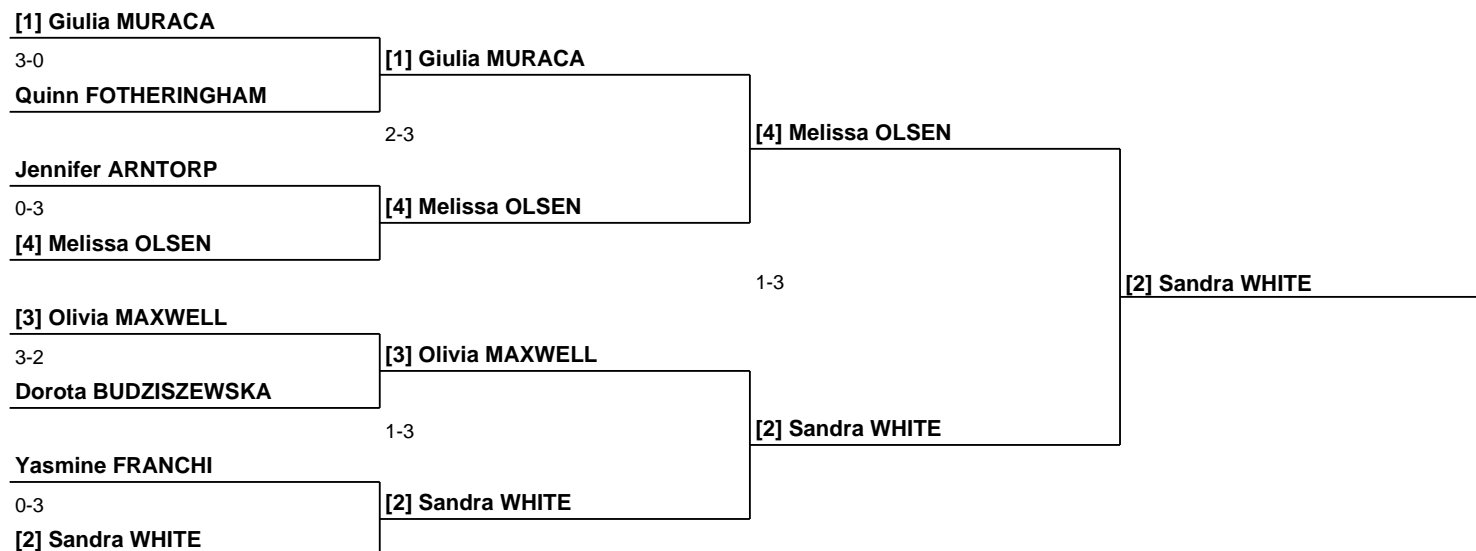 [1] Giulia MURACA
3-0
[1] Giulia MURACA
Quinn FOTHERINGHAM
2-3
[4] Melissa OLSEN
Jennifer ARNTORP
0-3
[4] Melissa OLSEN
[4] Melissa OLSEN
1-3
[2] Sandra WHITE
[3] Olivia MAXWELL
3-2
[3] Olivia MAXWELL
Dorota BUDZISZEWSKA
1-3
[2] Sandra WHITE
Yasmine FRANCHI
0-3
[2] Sandra WHITE
[2] Sandra WHITE